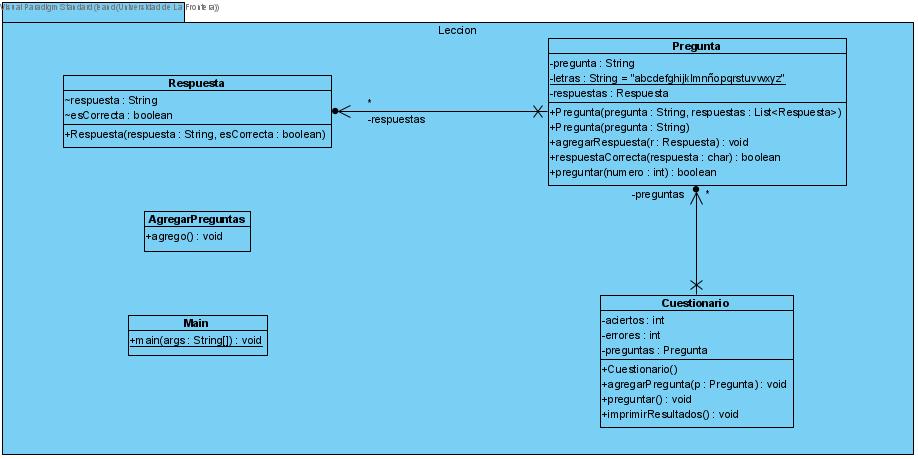 Visual Paradigm Standard (eand (Universidad de La Frontera))
Leccion
Respuesta
~respuesta : String
~esCorrecta : boolean
+Respuesta(respuesta : String, esCorrecta : boolean)
*
-respuestas
Pregunta
-pregunta : String
-letras : String = "abcdefghijklmnñopqrstuvwxyz"
-respuestas : Respuesta
+Pregunta(pregunta : String, respuestas : List<Respuesta>)
+Pregunta(pregunta : String)
+agregarRespuesta(r : Respuesta) : void
+respuestaCorrecta(respuesta : char) : boolean
+preguntar(numero : int) : boolean
-preguntas
*
AgregarPreguntas
+agrego() : void
Main
+main(args : String[]) : void
Cuestionario
-aciertos : int
-errores : int
-preguntas : Pregunta
+Cuestionario()
+agregarPregunta(p : Pregunta) : void
+preguntar() : void
+imprimirResultados() : void